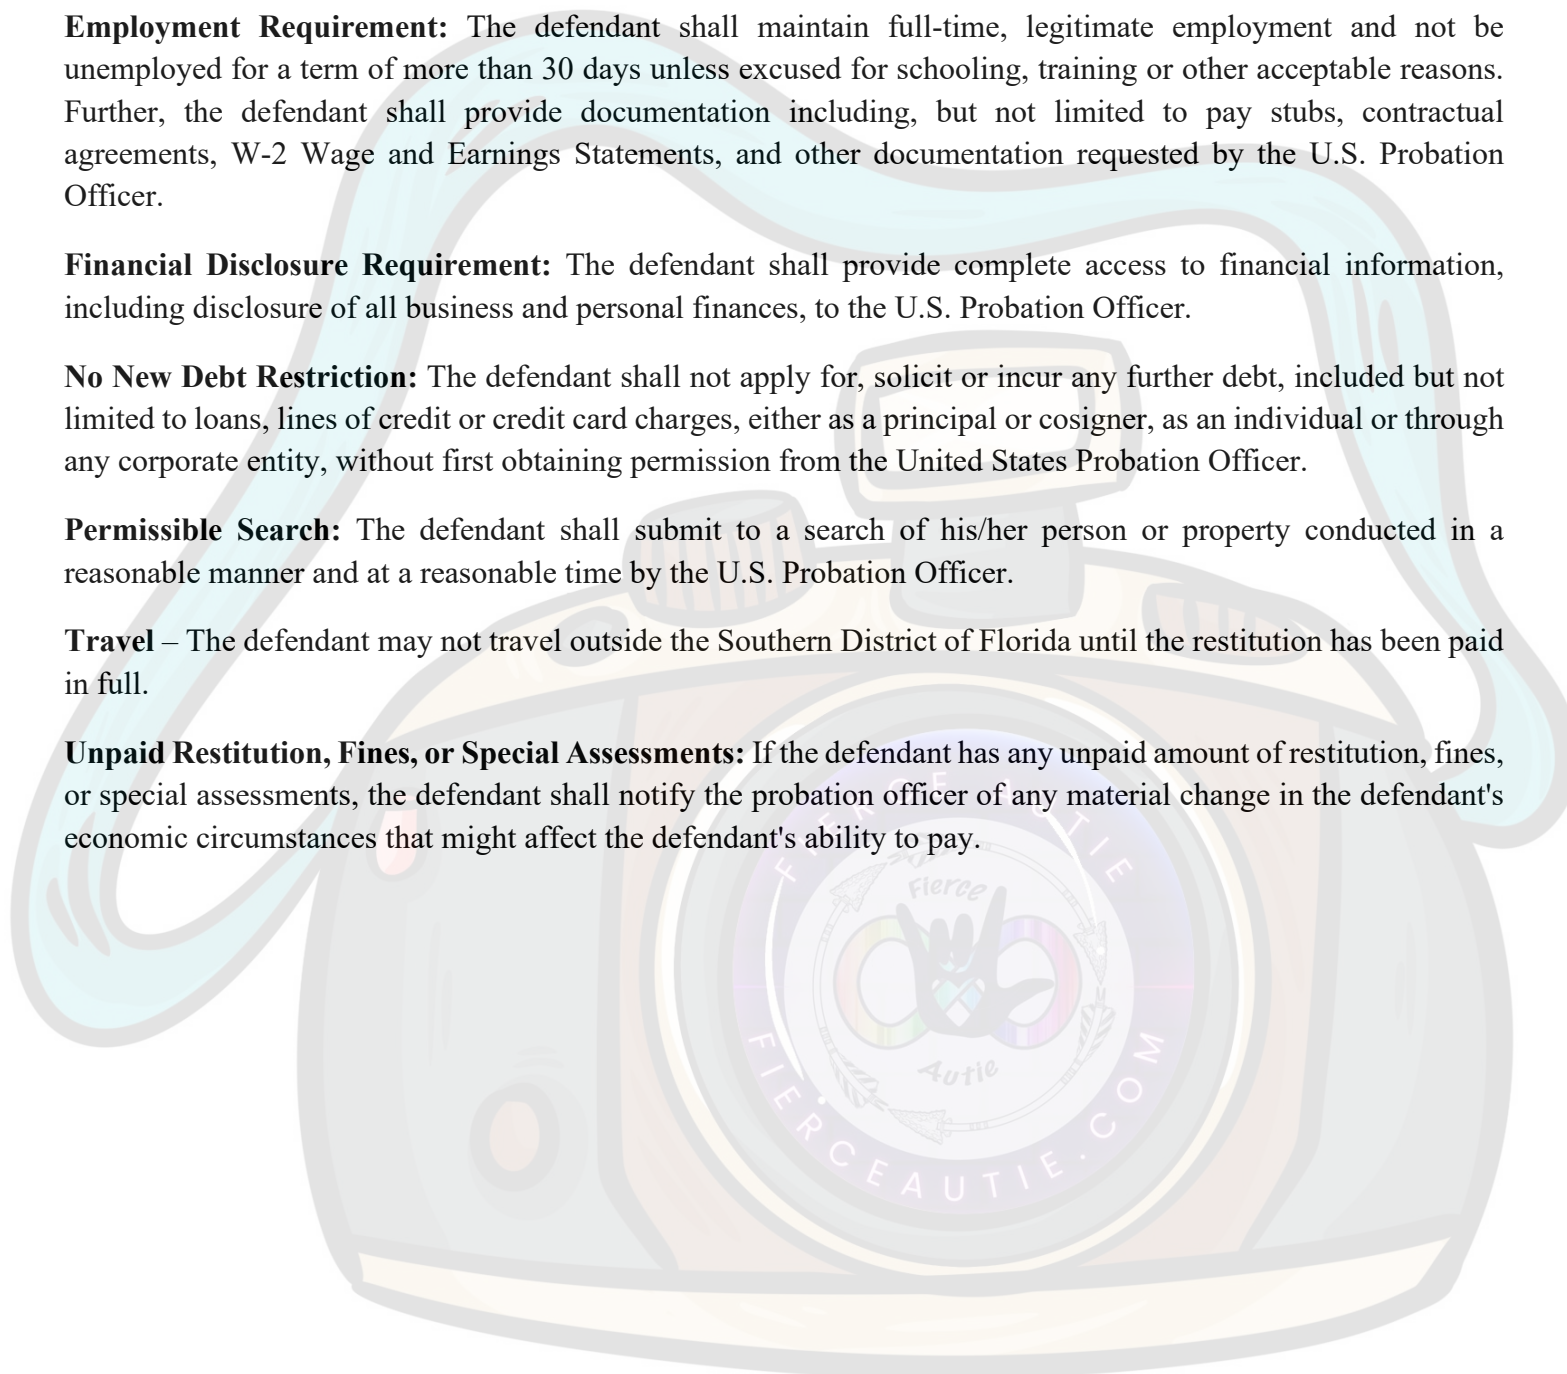 Employment Requirement: The defendant shall maintain full-time, legitimate employment and not be
unemployed for a term of more than 30 days unless excused for schooling, training or other acceptable reasons.
Further, the defendant shall provide documentation including, but not limited to pay stubs, contractual
agreements, W-2 Wage and Earnings Statements, and other documentation requested by the U.S. Probation
Officer.
Financial Disclosure Requirement: The defendant shall provide complete access to financial information,
including disclosure of all business and personal finances, to the U.S. Probation Officer.
No New Debt Restriction: The defendant shall not apply for, solicit or incur any further debt, included but not
limited to loans, lines of credit or credit card charges, either as a principal or cosigner, as an individual or through
any corporate entity, without first obtaining permission from the United States Probation Officer.
Permissible Search: The defendant shall submit to a search of his/her person or property conducted in a
reasonable manner and at a reasonable time by the U.S. Probation Officer.
Travel – The defendant may not travel outside the Southern District of Florida until the restitution has been paid
in full.
Unpaid Restitution, Fines, or Special Assessments: If the defendant has any unpaid amount of restitution, fines,
or special assessments, the defendant shall notify the probation officer of any material change in the defendant's
economic circumstances that might affect the defendant's ability to pay.
FIERCE AUTIE
Fierce
Autie
FIERCEAUTIE.COM